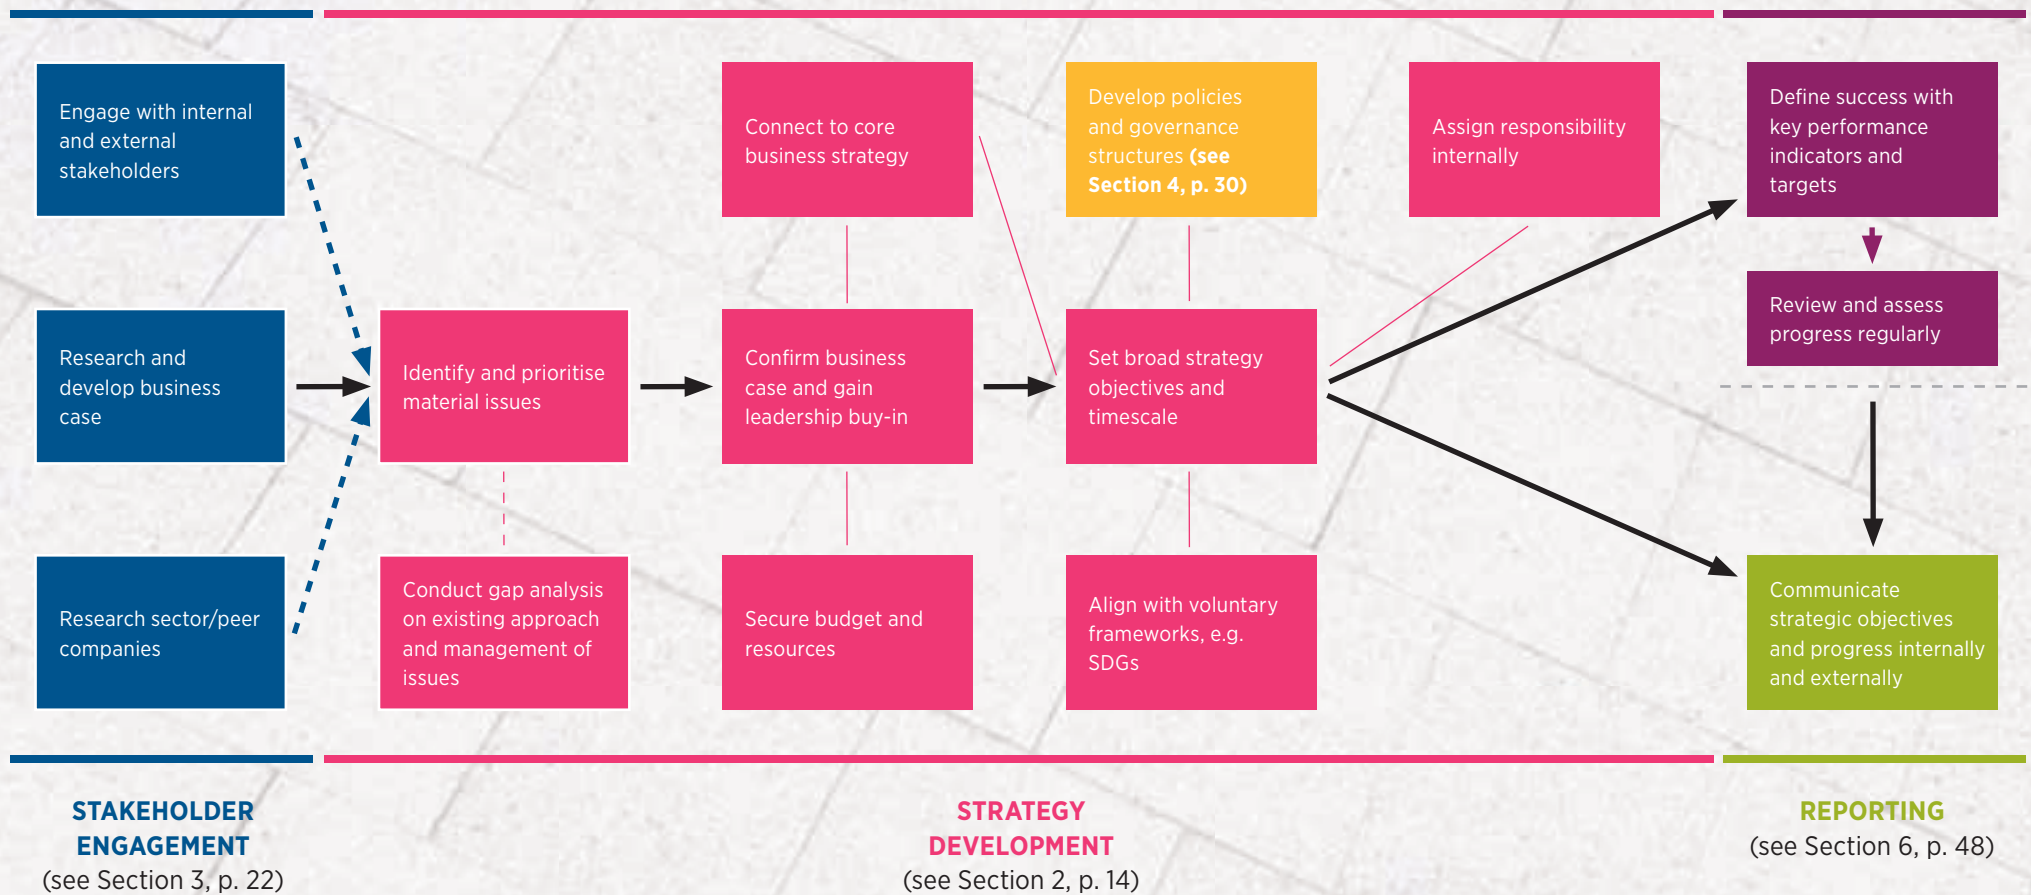 Engage with internal
and external
stakeholders
Research and
develop business
case
Research sector/peer
companies
Identify and prioritise
material issues
Conduct gap analysis
on existing approach
and management of
issues
Connect to core
business strategy
Confirm business
case and gain
leadership buy-in
Secure budget and
resources
Develop policies
and governance
structures (see
Section 4, p. 30)
Set broad strategy
objectives and
timescale
Align with voluntary
frameworks, e.g.
SDGs
Assign responsibility
internally
Define success with
key performance
indicators and
targets
Review and assess
progress regularly
Communicate
strategic objectives
and progress internally
and externally
STAKEHOLDER
ENGAGEMENT
(see Section 3, p. 22)
STRATEGY
DEVELOPMENT
(see Section 2, p. 14)
REPORTING
(see Section 6, p. 48)